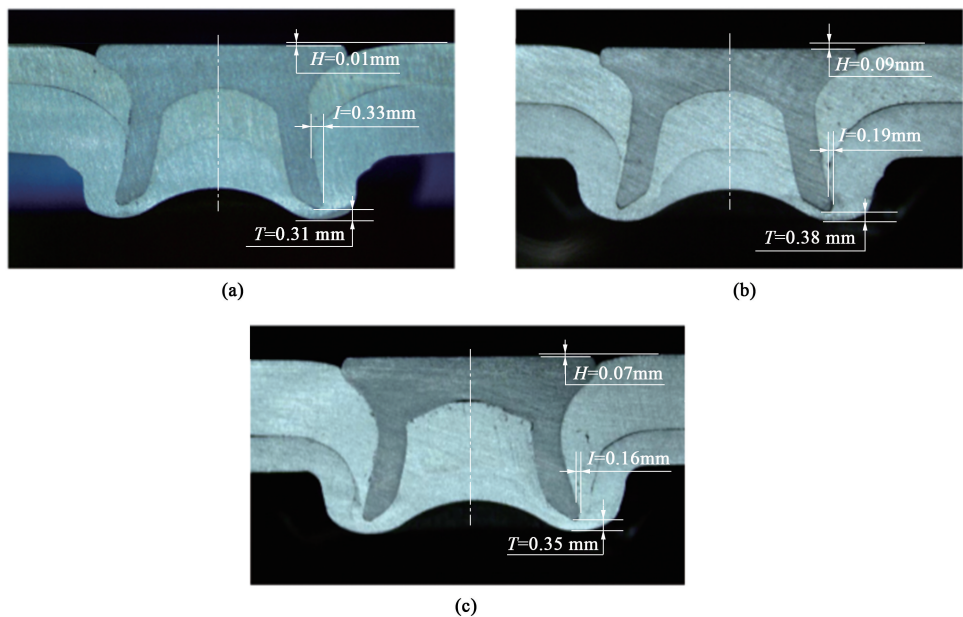 H=0.01mm
I=0.33mm
T=0.31 mm
(a)
H=0.09mm
I=0.19mm
T=0.38 mm
(b)
H=0.07mm
I=0.16mm
T=0.35 mm
(c)